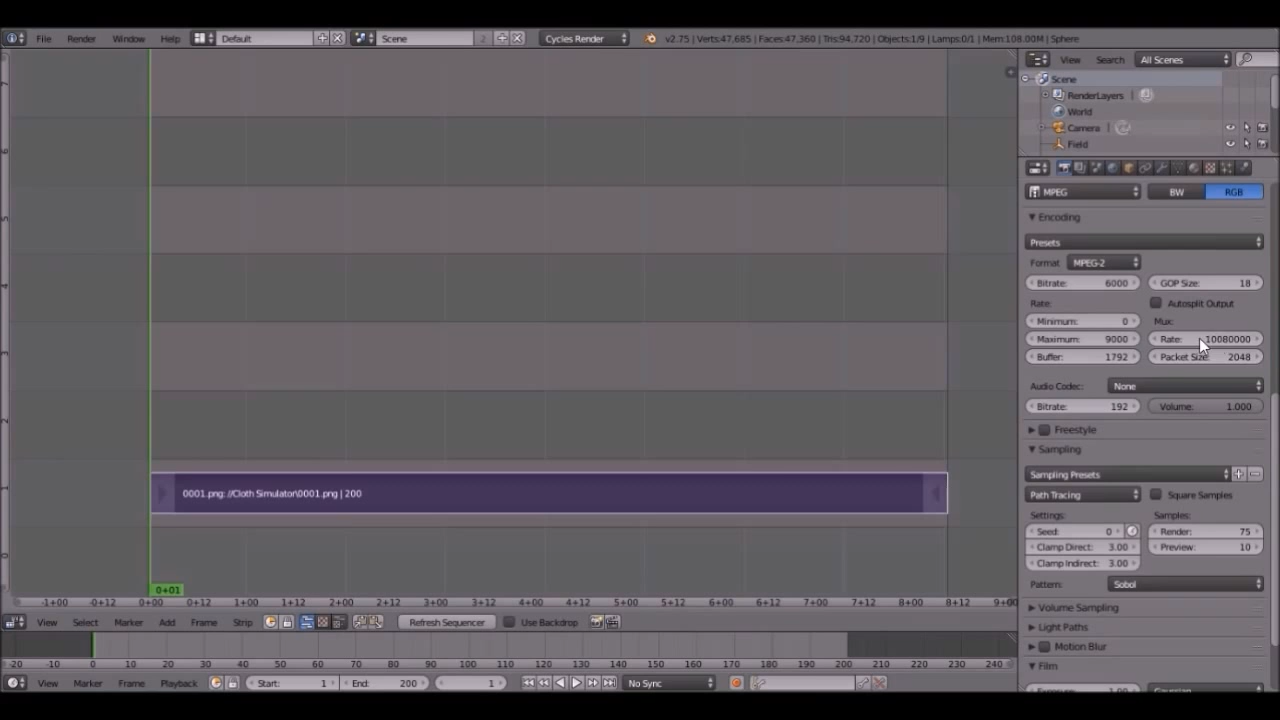 File Render Window Help Default Scene 2 Cycles Render v2.75 | Verts:47,685 | Faces:47,360 | Tris:94,720 | Objects:1/9 | Lamps:0/1 | Mem:108.00M | Sphere
View Search All Scenes
Scene
RenderLayers |
World
Camera |
Field
MPEG BW RGB
Encoding
Presets
Format MPEG-2
Bitrate: 6000 GOP Size: 18
Rate: Autosplit Output
Minimum: 0 Mux:
Maximum: 9000 Rate: 10080000
Buffer: 1792 Packet Size: 2048
Audio Codec: None
Bitrate: 192 Volume: 1.000
Freestyle
Sampling
Sampling Presets
Path Tracing Square Samples
Settings: Samples:
Seed: 0 Render: 75
Clamp Direct: 3.00 Preview: 10
Clamp Indirect: 3.00
Pattern: Sobol
Volume Sampling
Light Paths
Motion Blur
Film
7
6
5
4
3
2
1
0
0001.png: //Cloth Simulator\0001.png | 200
0+01
-1+00 -0+12 0+00 0+12 1+00 1+12 2+00 2+12 3+00 3+12 4+00 4+12 5+00 5+12 6+00 6+12 7+00 7+12 8+00 8+12 9+00
View Select Marker Add Frame Strip Refresh Sequencer Use Backdrop
-20 -10 0 10 20 30 40 50 60 70 80 90 100 110 120 130 140 150 160 170 180 190 200 210 220 230 240
View Marker Frame Playback Start: 1 End: 200 1 No Sync